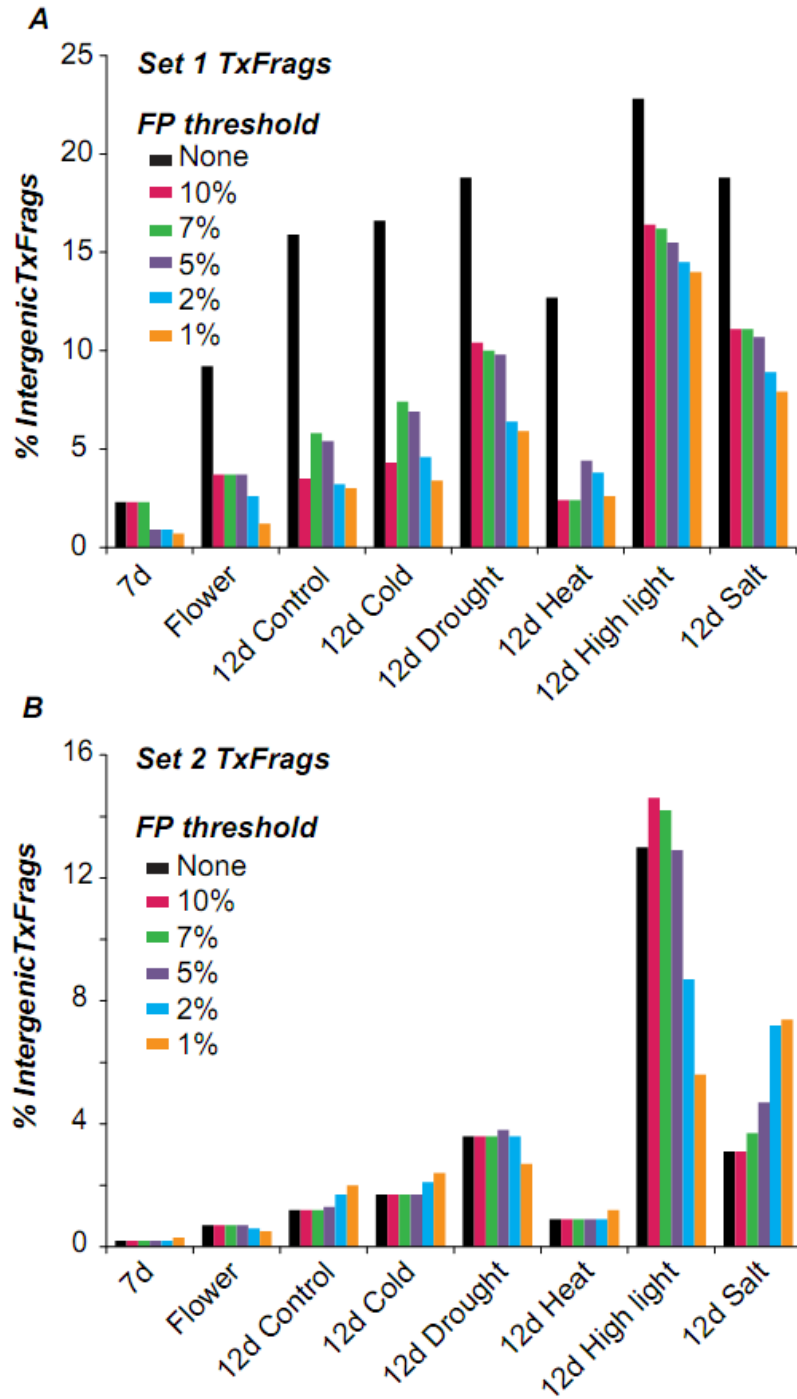 A
Set 1 TxFrags
FP threshold
None
10%
7%
5%
2%
1%
% IntergenicTxFrags
25
20
15
10
5
0
7d
Flower
12d Control
12d Cold
12d Drought
12d Heat
12d High light
12d Salt
B
Set 2 TxFrags
FP threshold
None
10%
7%
5%
2%
1%
% IntergenicTxFrags
16
12
8
4
0
7d
Flower
12d Control
12d Cold
12d Drought
12d Heat
12d High light
12d Salt